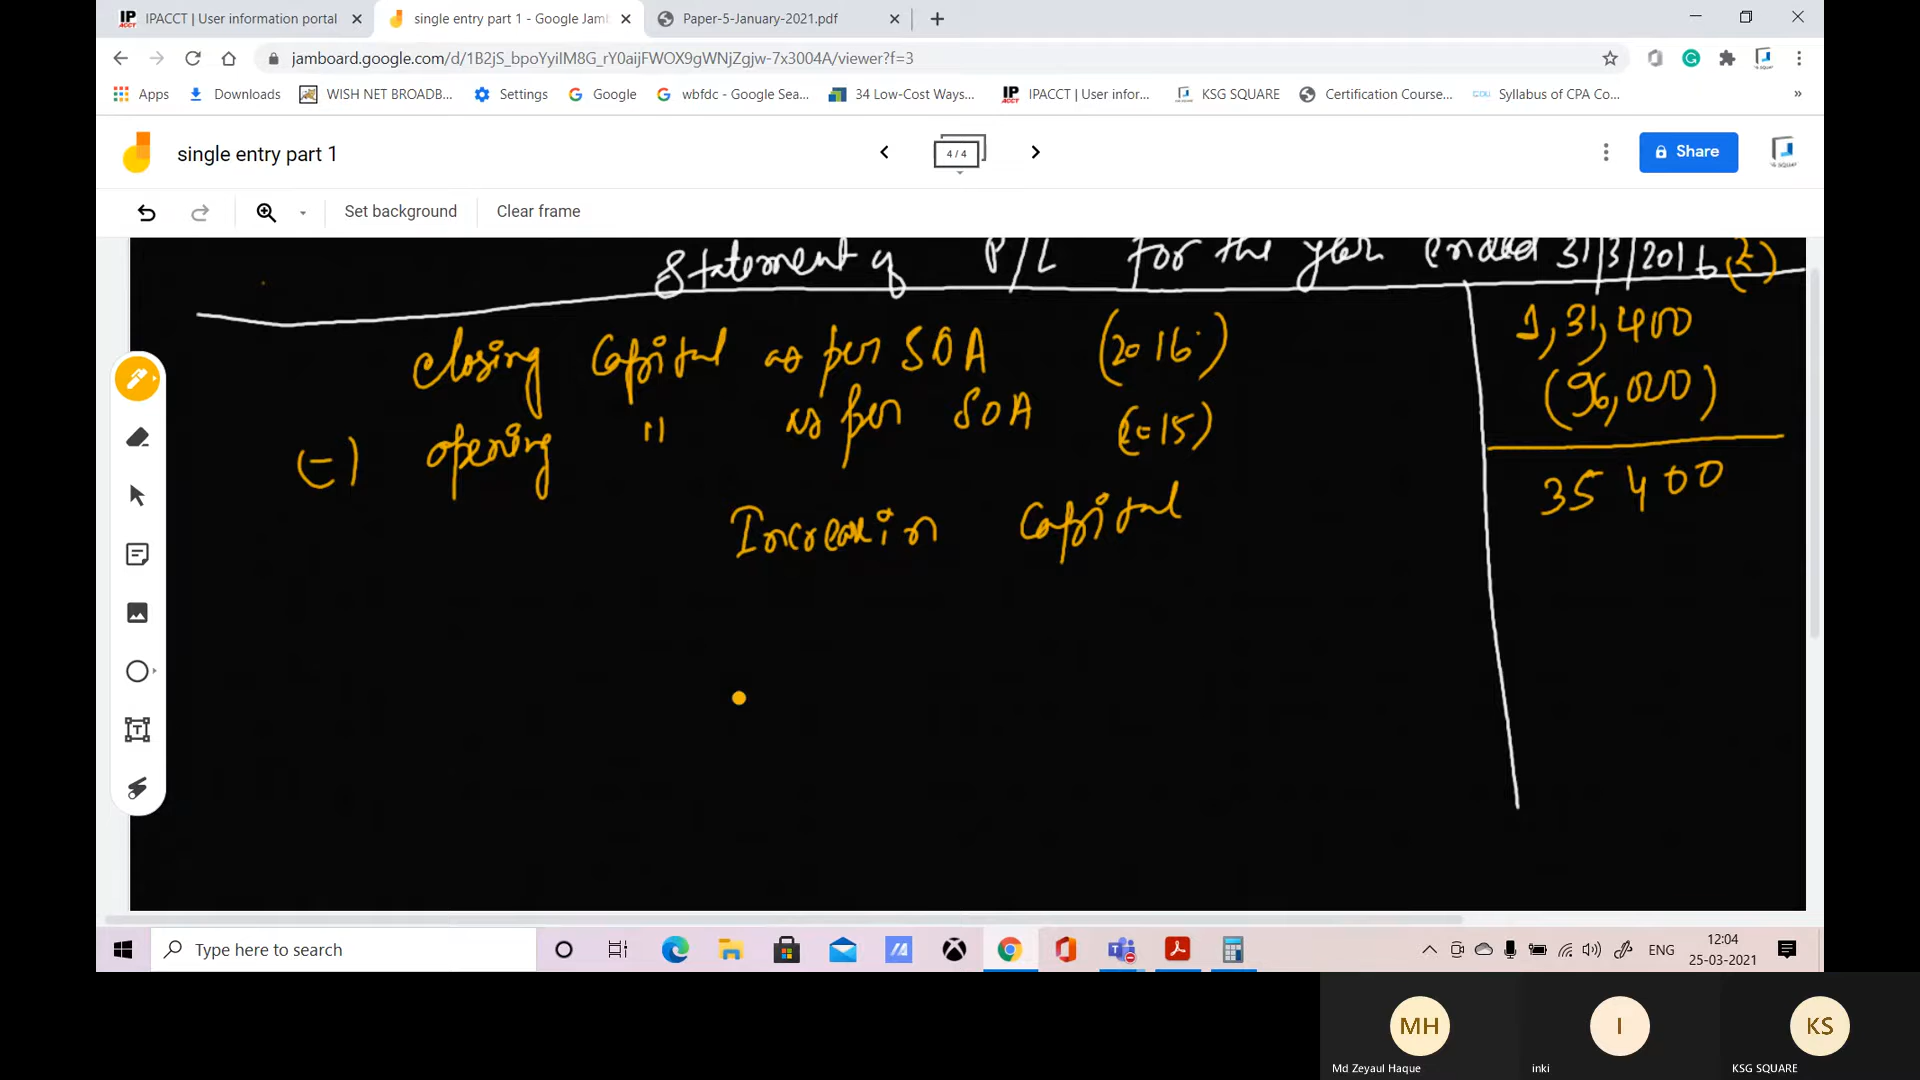 IPACCT | User information portal
single entry part 1 - Google Jam
Paper-5-January-2021.pdf
jamboard.google.com/d/1B2jS_bpoYyiIM8G_rY0aijFWOX9gWNjZgjw-7x3004A/viewer?f=3
Apps Downloads WISH NET BROADB... Settings Google wbfdc - Google Sea... 34 Low-Cost Ways... IPACCT | User infor... KSG SQUARE Certification Course... Syllabus of CPA Co... »
single entry part 1
4 / 4
Share
Set background Clear frame
Statement of P/L for the year ended 31/3/2016 (₹)
closing capital as per SOA (2016) 1,31,400
(-) opening " as per SOA (2015) (96,000)
Increase in capital 35 400
Type here to search
ENG
12:04
25-03-2021
MH I KS
Md Zeyaul Haque inki KSG SQUARE